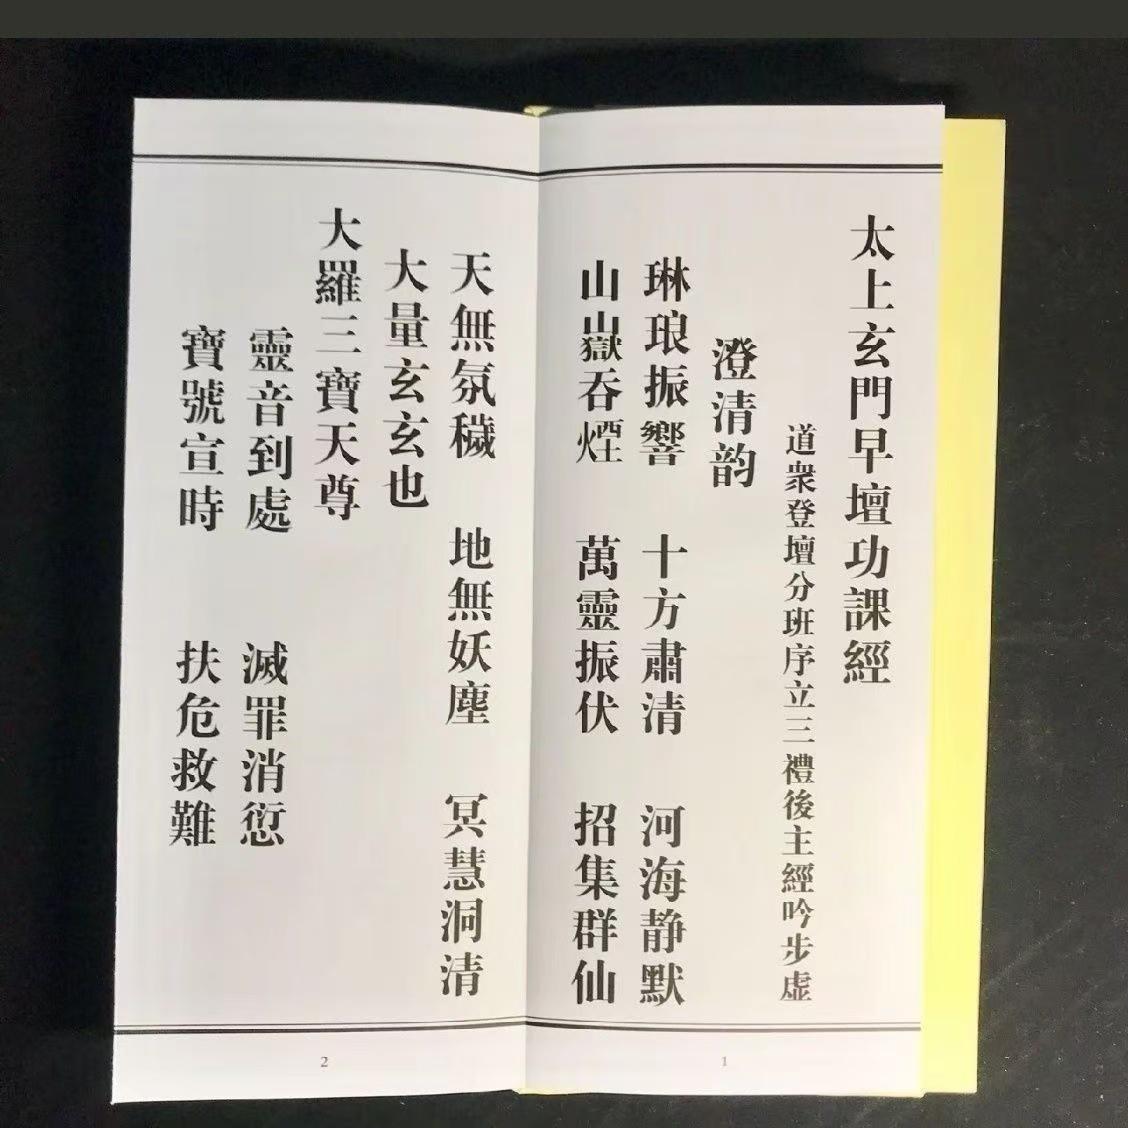 太上玄門早壇功課經
道衆登壇分班序立三禮後主經吟步虛
澄清韵
琳琅振響 十方肅清 河海静默
山嶽吞煙 萬靈振伏 招集群仙
1
天無氛穢 地無妖塵 冥慧洞清
大量玄玄也
大羅三寶天尊
靈音到處 滅罪消愆
寶號宣時 扶危救難
2